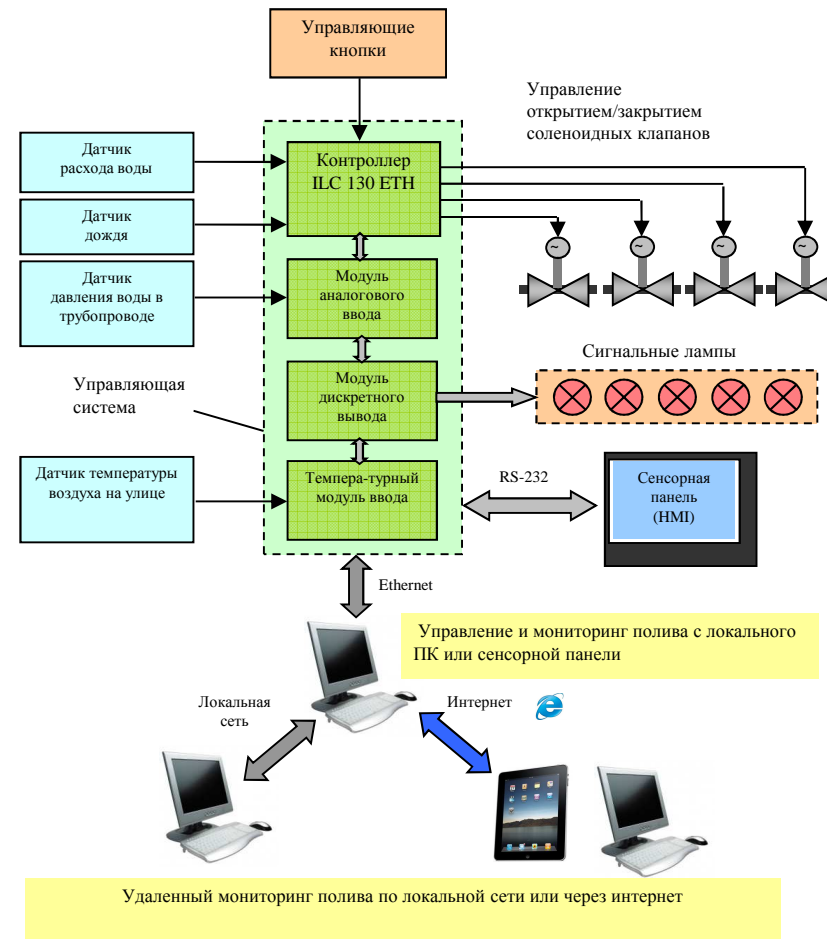 Управляющие
кнопки
Управление
открытием/закрытием
соленоидных клапанов
Датчик
расхода воды
Контроллер
ILC 130 ETH
Датчик
дождя
~
~
~
~
Датчик
давления воды в
трубопроводе
Модуль
аналогового
ввода
Сигнальные лампы
Управляющая
система
Модуль
дискретного
вывода
Датчик температуры
воздуха на улице
Темпера-турный
модуль ввода
RS-232
Сенсорная
панель
(HMI)
Ethernet
Управление и мониторинг полива с локального
ПК или сенсорной панели
Локальная
сеть
Интернет
Удаленный мониторинг полива по локальной сети или через интернет